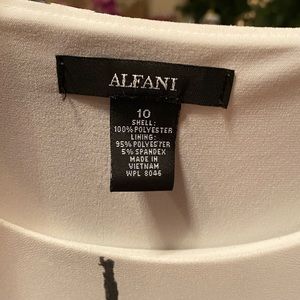 ALFANI
10
SHELL:
100% POLYESTER
LINING:
95% POLYESTER
5% SPANDEX
MADE IN
VIETNAM
WPL 8046